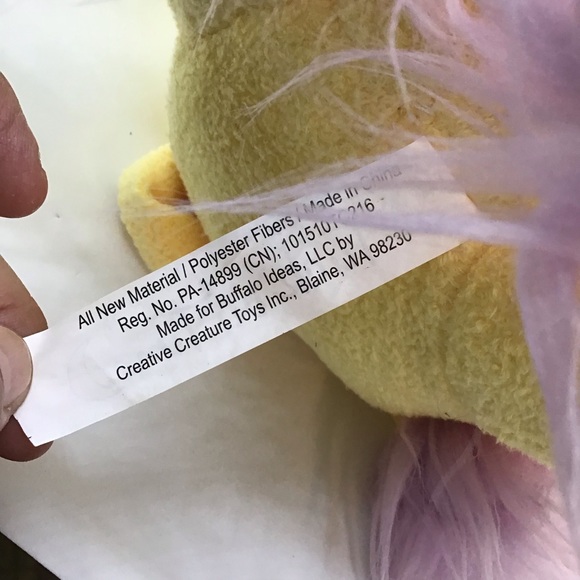 All New Material / Polyester Fibers / Made in China
Reg. No. PA-14899 (CN);
Made for Buffalo Ideas, LLC by
Creative Creature Toys Inc., Blaine, WA 98230